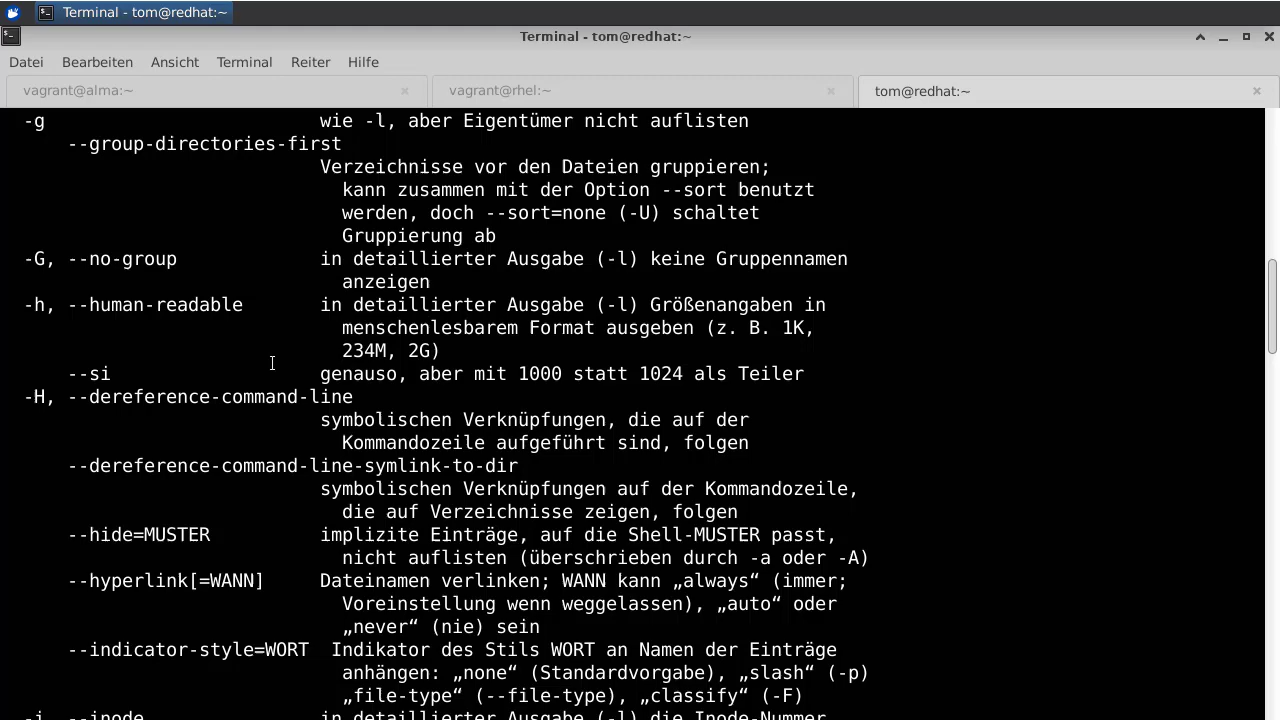 Terminal - tom@redhat:~
Terminal - tom@redhat:~
Datei Bearbeiten Ansicht Terminal Reiter Hilfe
vagrant@alma:~ vagrant@rhel:~ tom@redhat:~
-g wie -l, aber Eigentümer nicht auflisten
--group-directories-first
Verzeichnisse vor den Dateien gruppieren;
kann zusammen mit der Option --sort benutzt
werden, doch --sort=none (-U) schaltet
Gruppierung ab
-G, --no-group in detaillierter Ausgabe (-l) keine Gruppennamen
anzeigen
-h, --human-readable in detaillierter Ausgabe (-l) Größenangaben in
menschenlesbarem Format ausgeben (z. B. 1K,
234M, 2G)
--si genauso, aber mit 1000 statt 1024 als Teiler
-H, --dereference-command-line
symbolischen Verknüpfungen, die auf der
Kommandozeile aufgeführt sind, folgen
--dereference-command-line-symlink-to-dir
symbolischen Verknüpfungen auf der Kommandozeile,
die auf Verzeichnisse zeigen, folgen
--hide=MUSTER implizite Einträge, auf die Shell-MUSTER passt,
nicht auflisten (überschrieben durch -a oder -A)
--hyperlink[=WANN] Dateinamen verlinken; WANN kann „always“ (immer;
Voreinstellung wenn weggelassen), „auto“ oder
„never“ (nie) sein
--indicator-style=WORT Indikator des Stils WORT an Namen der Einträge
anhängen: „none“ (Standardvorgabe), „slash“ (-p)
„file-type“ (--file-type), „classify“ (-F)
-i, --inode in detaillierter Ausgabe (-l) die Inode-Nummer